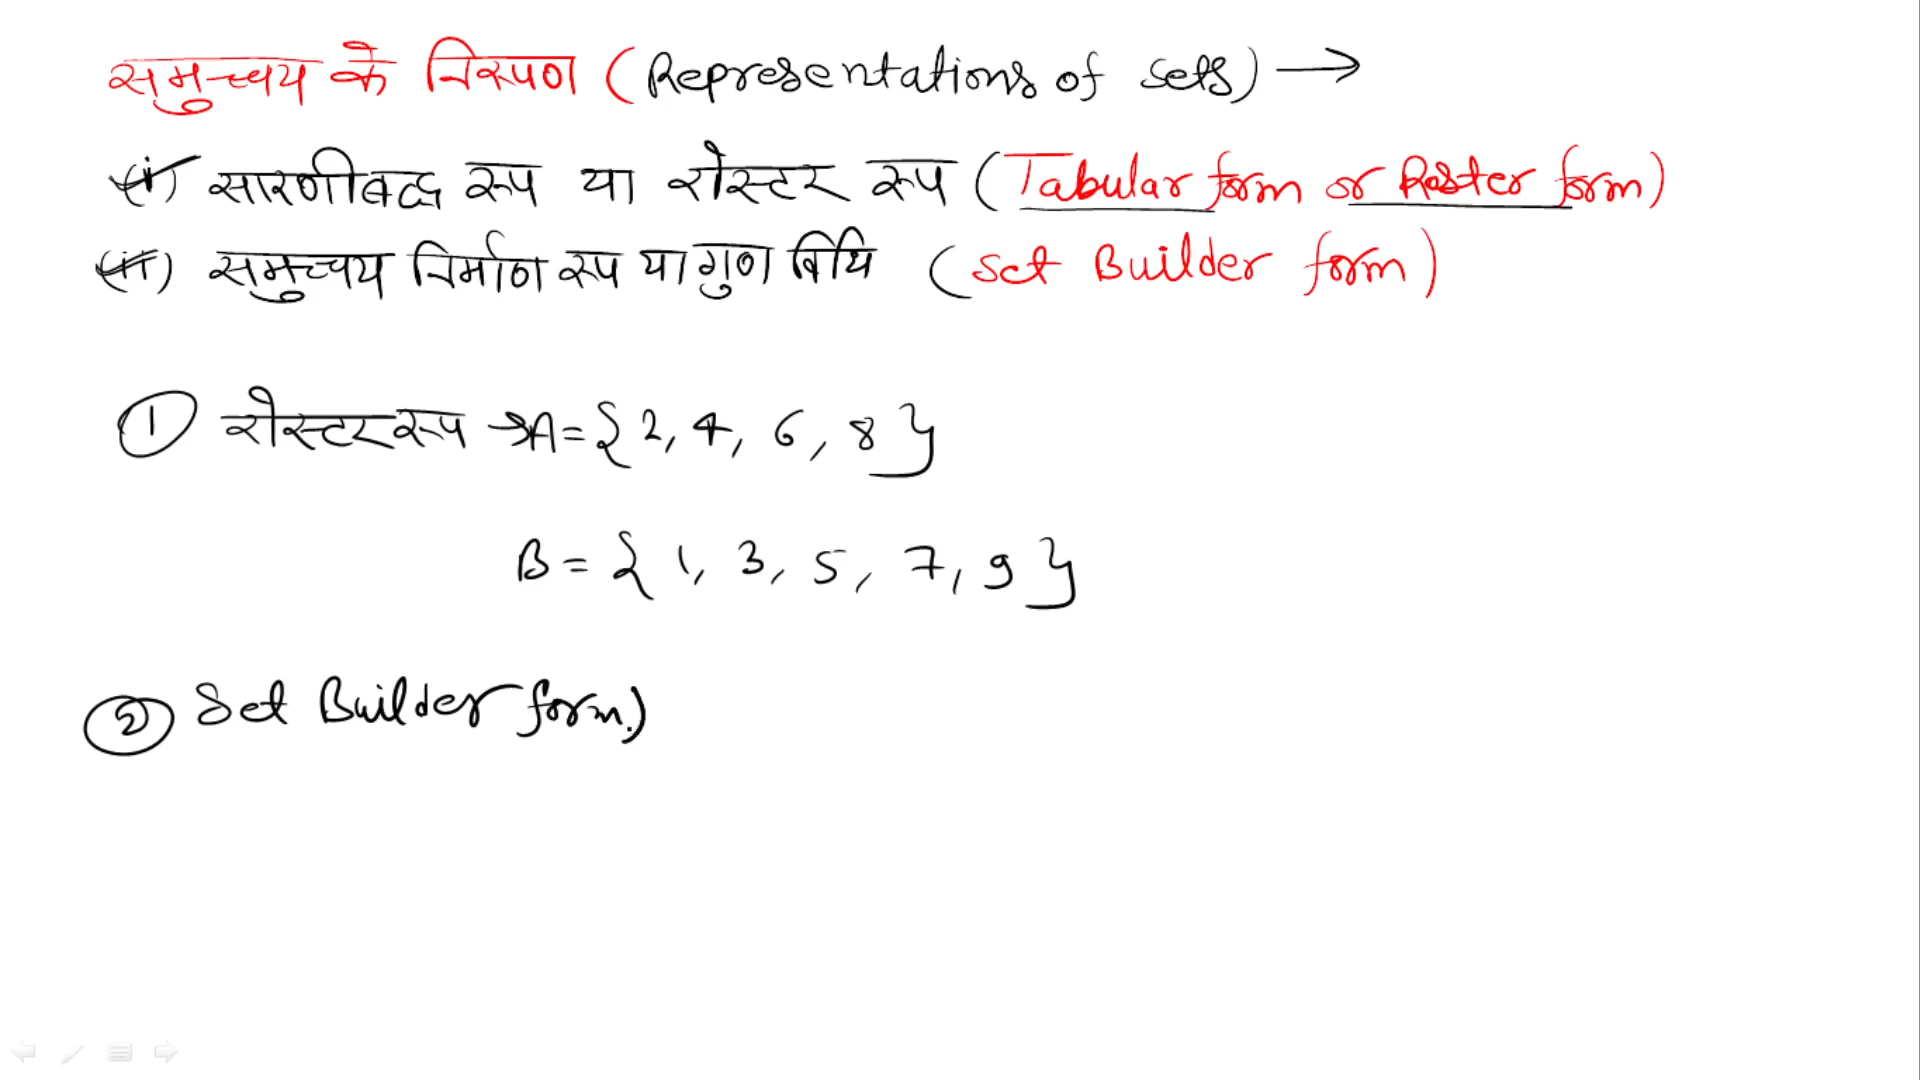 समुच्चय के निरुपण (Representations of sets) →
(i) सारणीबद्ध रूप या रोस्टर रूप (Tabular form or Roster form)
(ii) समुच्चय निर्माण रूप या गुण विधि (Set Builder form)
① रोस्टर रूप → A = { 2, 4, 6, 8 }
B = { 1, 3, 5, 7, 9 }
② Set Builder form)